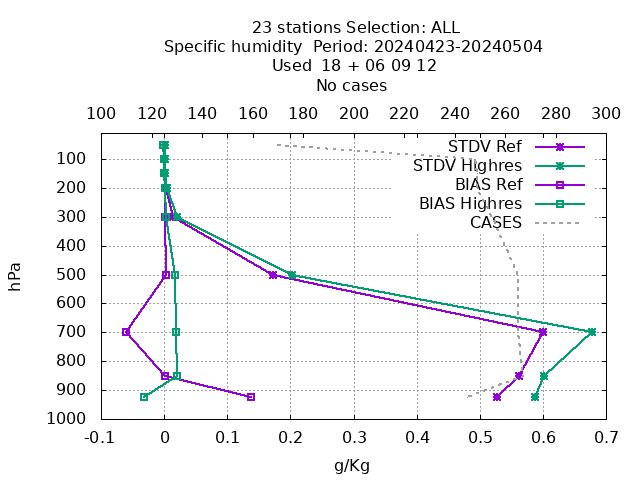 23 stations Selection: ALL
Specific humidity  Period: 20240423-20240504
Used  18 + 06 09 12
No cases
100 120 140 160 180 200 220 240 260 280 300
STDV Ref
STDV Highres
BIAS Ref
BIAS Highres
CASES
100
200
300
400
500
600
700
800
900
1000
hPa
-0.1 0 0.1 0.2 0.3 0.4 0.5 0.6 0.7
g/Kg